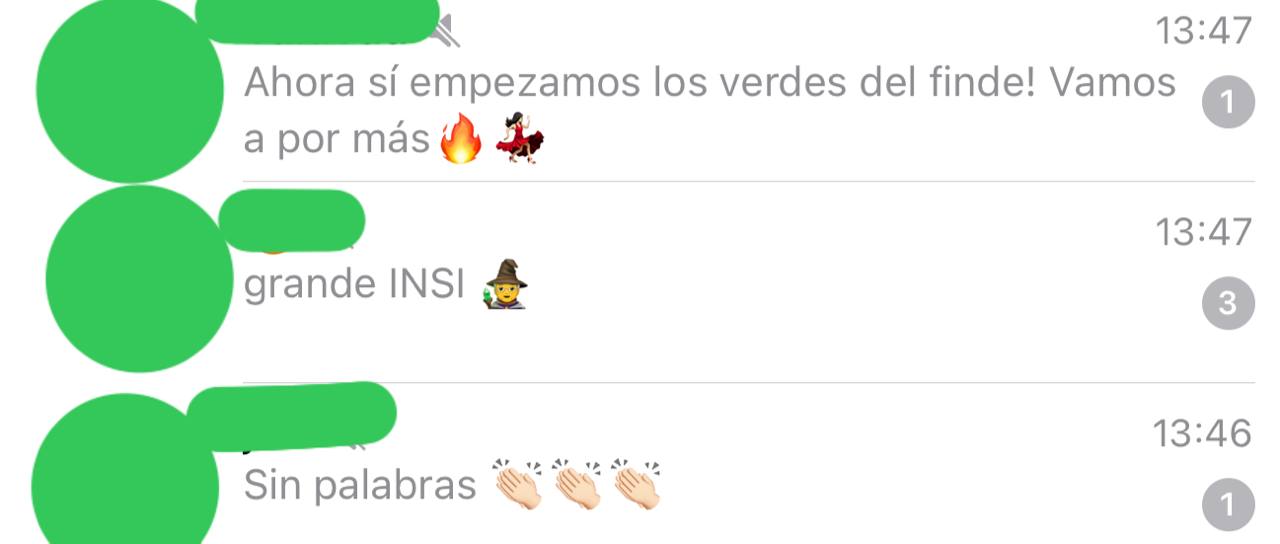 13:47
Ahora sí empezamos los verdes del finde! Vamos
a por más🔥 💃🏻
1
13:47
grande INSI 🧙
3
13:46
Sin palabras 👏🏻👏🏻👏🏻
1